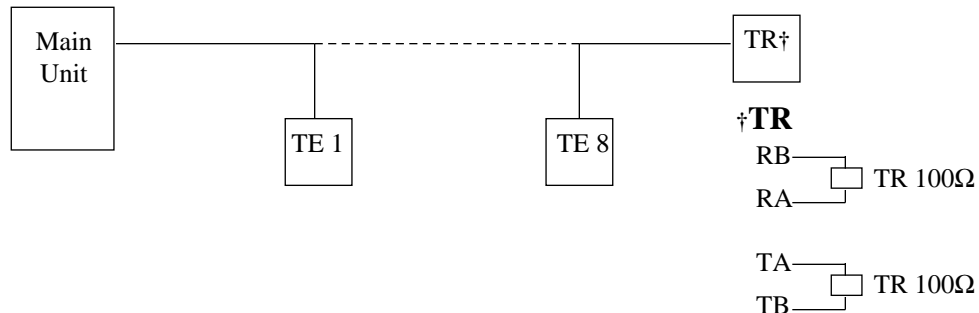 Main
Unit
TR†
TE 1
TE 8
†TR
RB
RA
TR 100Ω
TA
TB
TR 100Ω